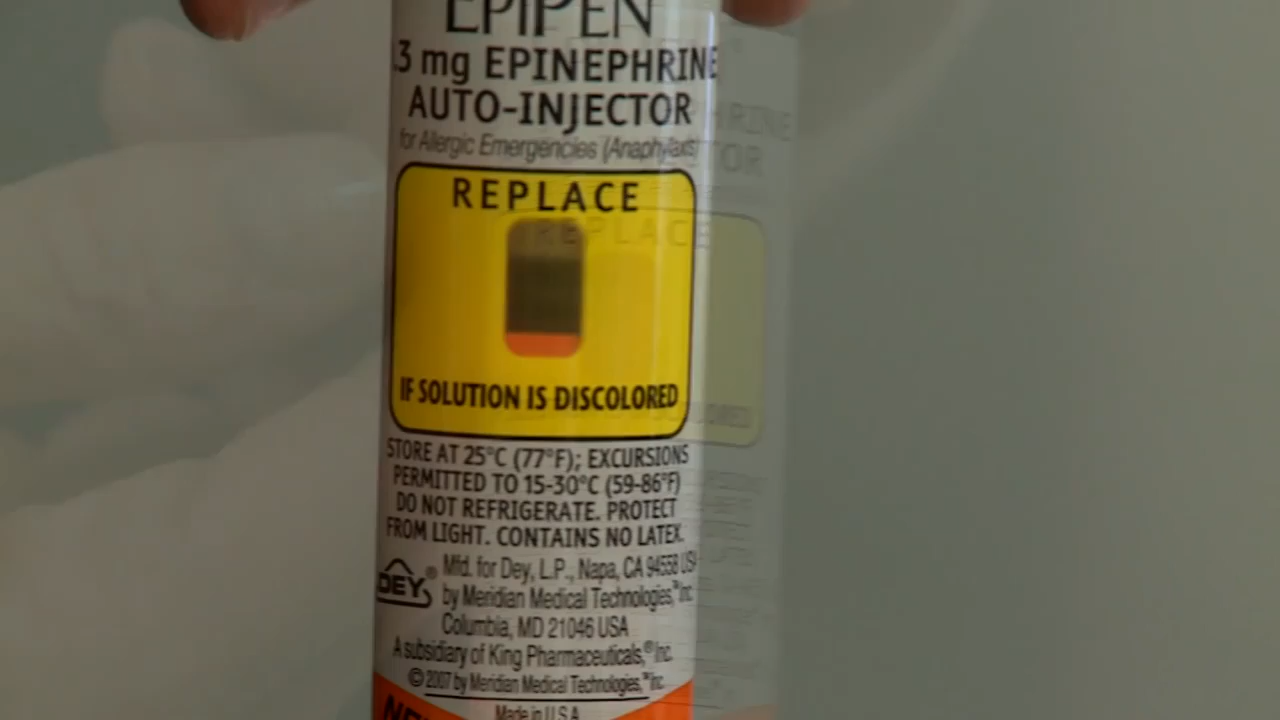 EPIPEN
.3 mg EPINEPHRINE
AUTO-INJECTOR
for Allergic Emergencies (Anaphylaxis)
REPLACE
IF SOLUTION IS DISCOLORED
STORE AT 25°C (77°F); EXCURSIONS
PERMITTED TO 15-30°C (59-86°F)
DO NOT REFRIGERATE. PROTECT
FROM LIGHT. CONTAINS NO LATEX.
DEY®
Mfd. for Dey, L.P., Napa, CA 94558 USA
by Meridian Medical Technologies,™ Inc.
Columbia, MD 21046 USA
A subsidiary of King Pharmaceuticals,® Inc.
© 2007 by Meridian Medical Technologies,™ Inc.
Made in U.S.A.